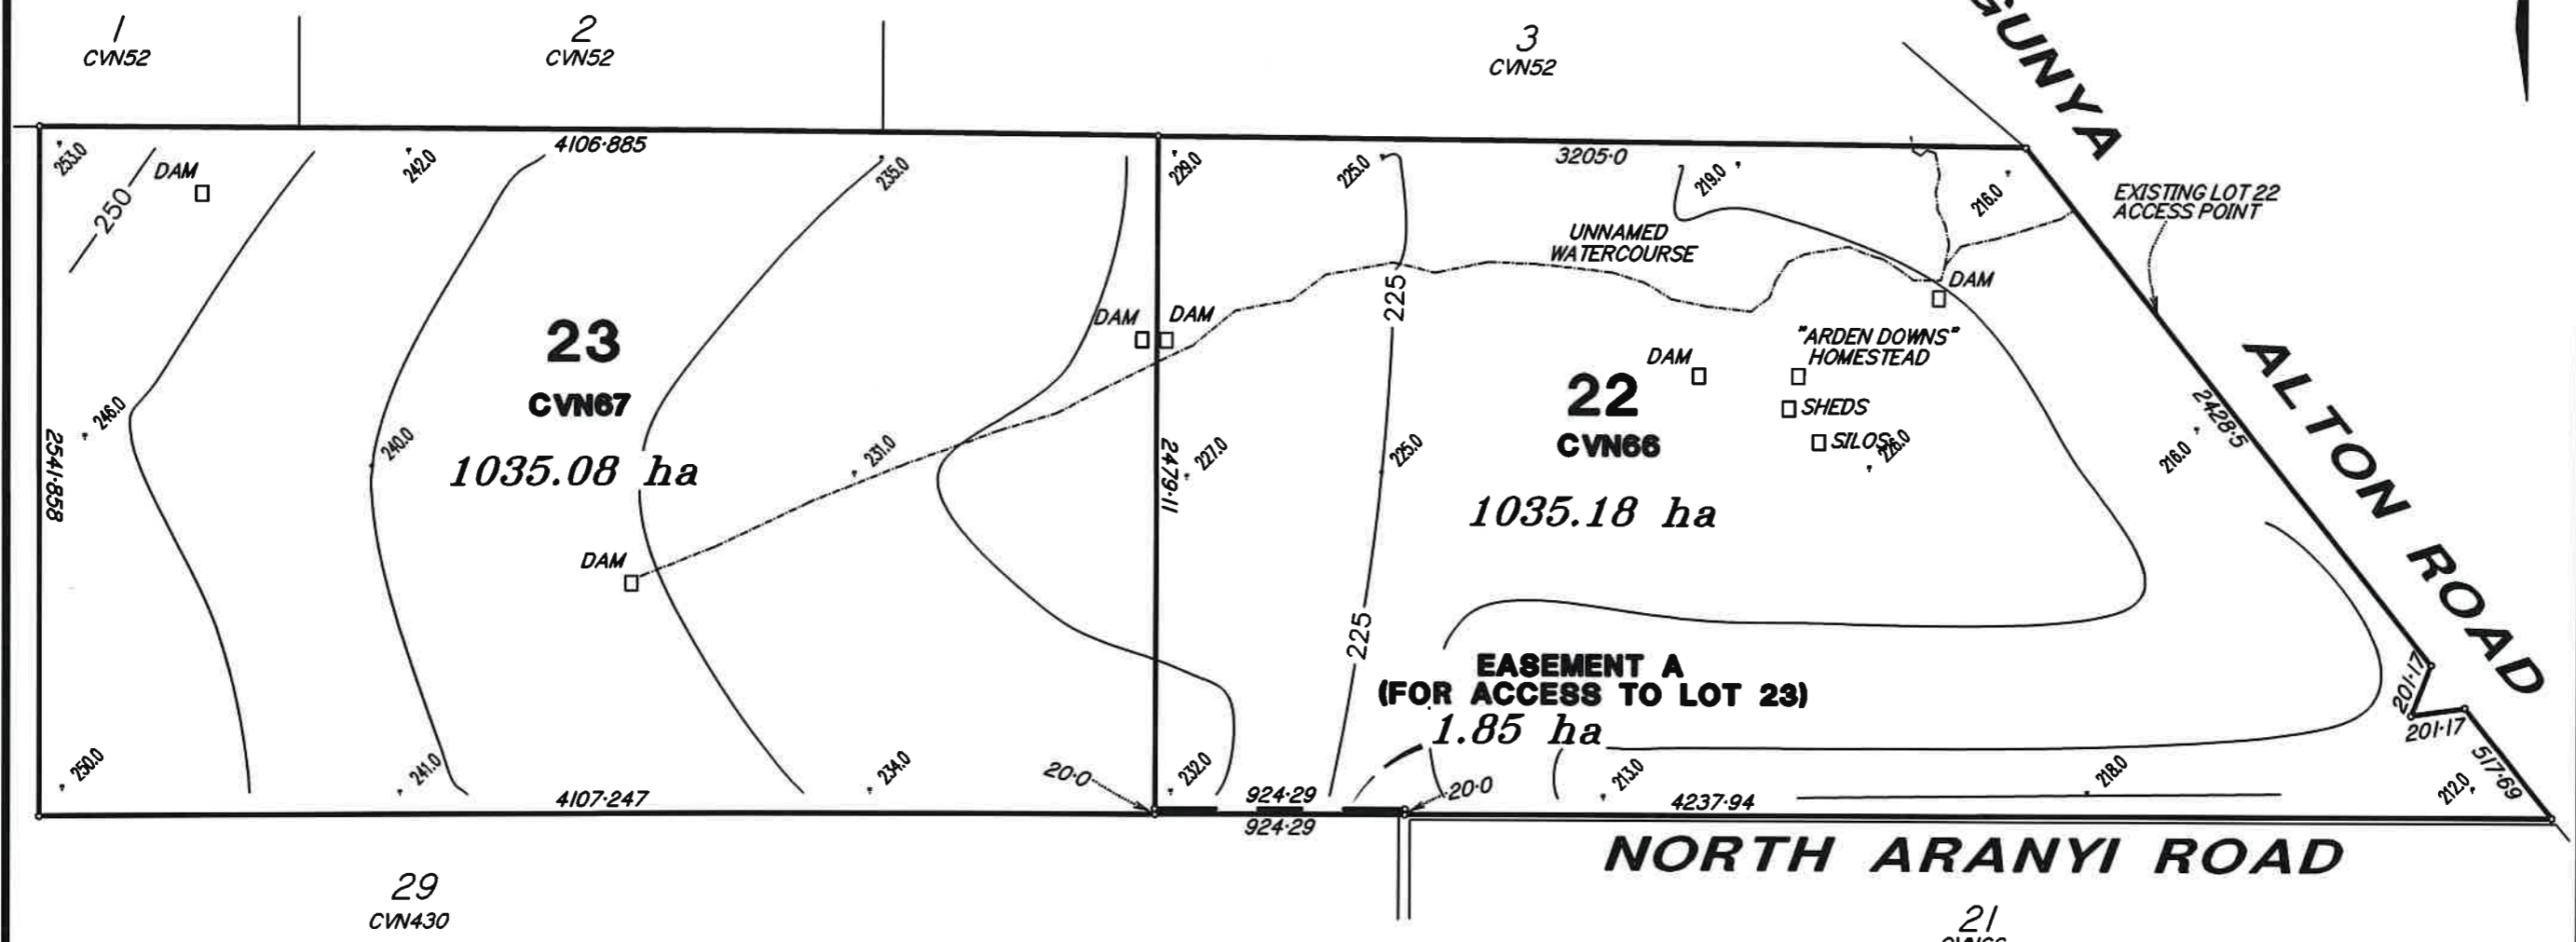 1
CVN52
2
CVN52
3
CVN52
GUNYA
4106·885
3205·0
253.0
DAM
242.0
235.0
229.0
225.0
219.0
216.0
EXISTING LOT 22
ACCESS POINT
250
UNNAMED
WATERCOURSE
225
DAM
DAM
DAM
23
CVN67
1035.08 ha
"ARDEN DOWNS"
HOMESTEAD
DAM
SHEDS
SILOS
22
CVN66
1035.18 ha
ALTON ROAD
2428·5
246.0
240.0
231.0
227.0
225.0
226.0
216.0
2541·858
2479·11
DAM
225
EASEMENT A
(FOR ACCESS TO LOT 23)
1.85 ha
201·17
201·17
517·69
250.0
241.0
234.0
232.0
213.0
218.0
212.0
20·0
20·0
4107·247
924·29
4237·94
924·29
NORTH ARANYI ROAD
29
CVN430
21